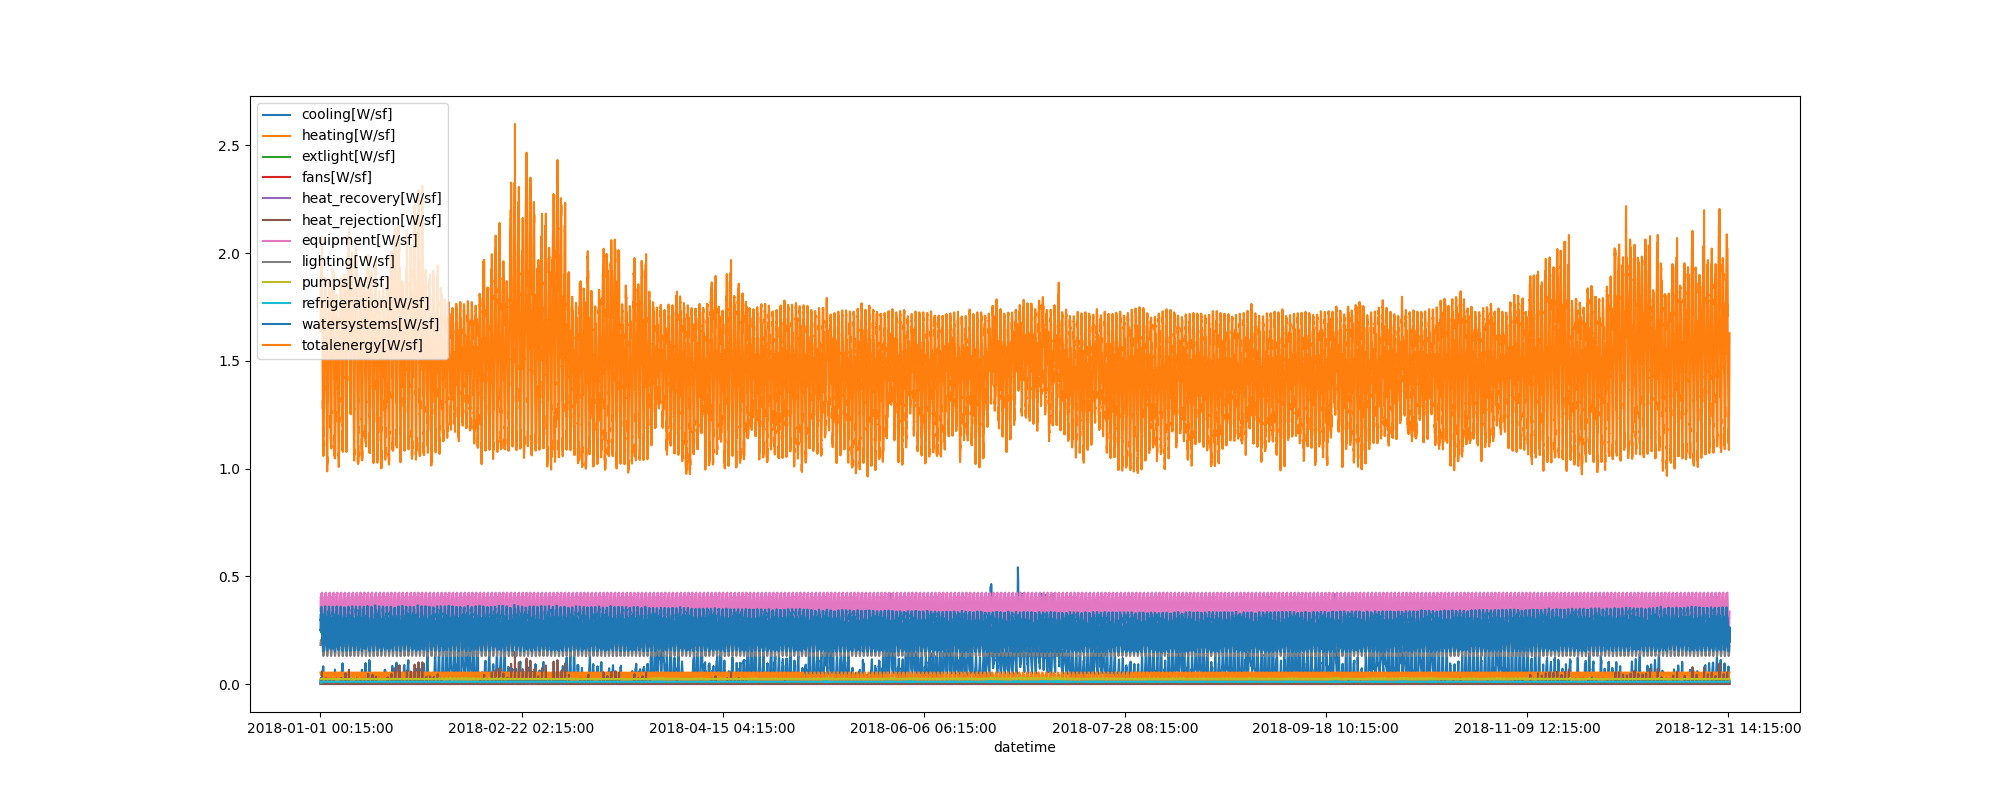 cooling[W/sf]
heating[W/sf]
extlight[W/sf]
fans[W/sf]
heat_recovery[W/sf]
heat_rejection[W/sf]
equipment[W/sf]
lighting[W/sf]
pumps[W/sf]
refrigeration[W/sf]
watersystems[W/sf]
totalenergy[W/sf]
2.5
2.0
1.5
1.0
0.5
0.0
2018-01-01 00:15:00 2018-02-22 02:15:00 2018-04-15 04:15:00 2018-06-06 06:15:00 2018-07-28 08:15:00 2018-09-18 10:15:00 2018-11-09 12:15:00 2018-12-31 14:15:00
datetime